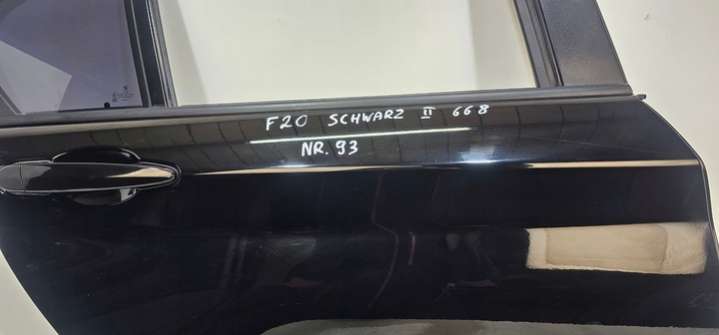 F20 SCHWARZ II 668
NR. 93